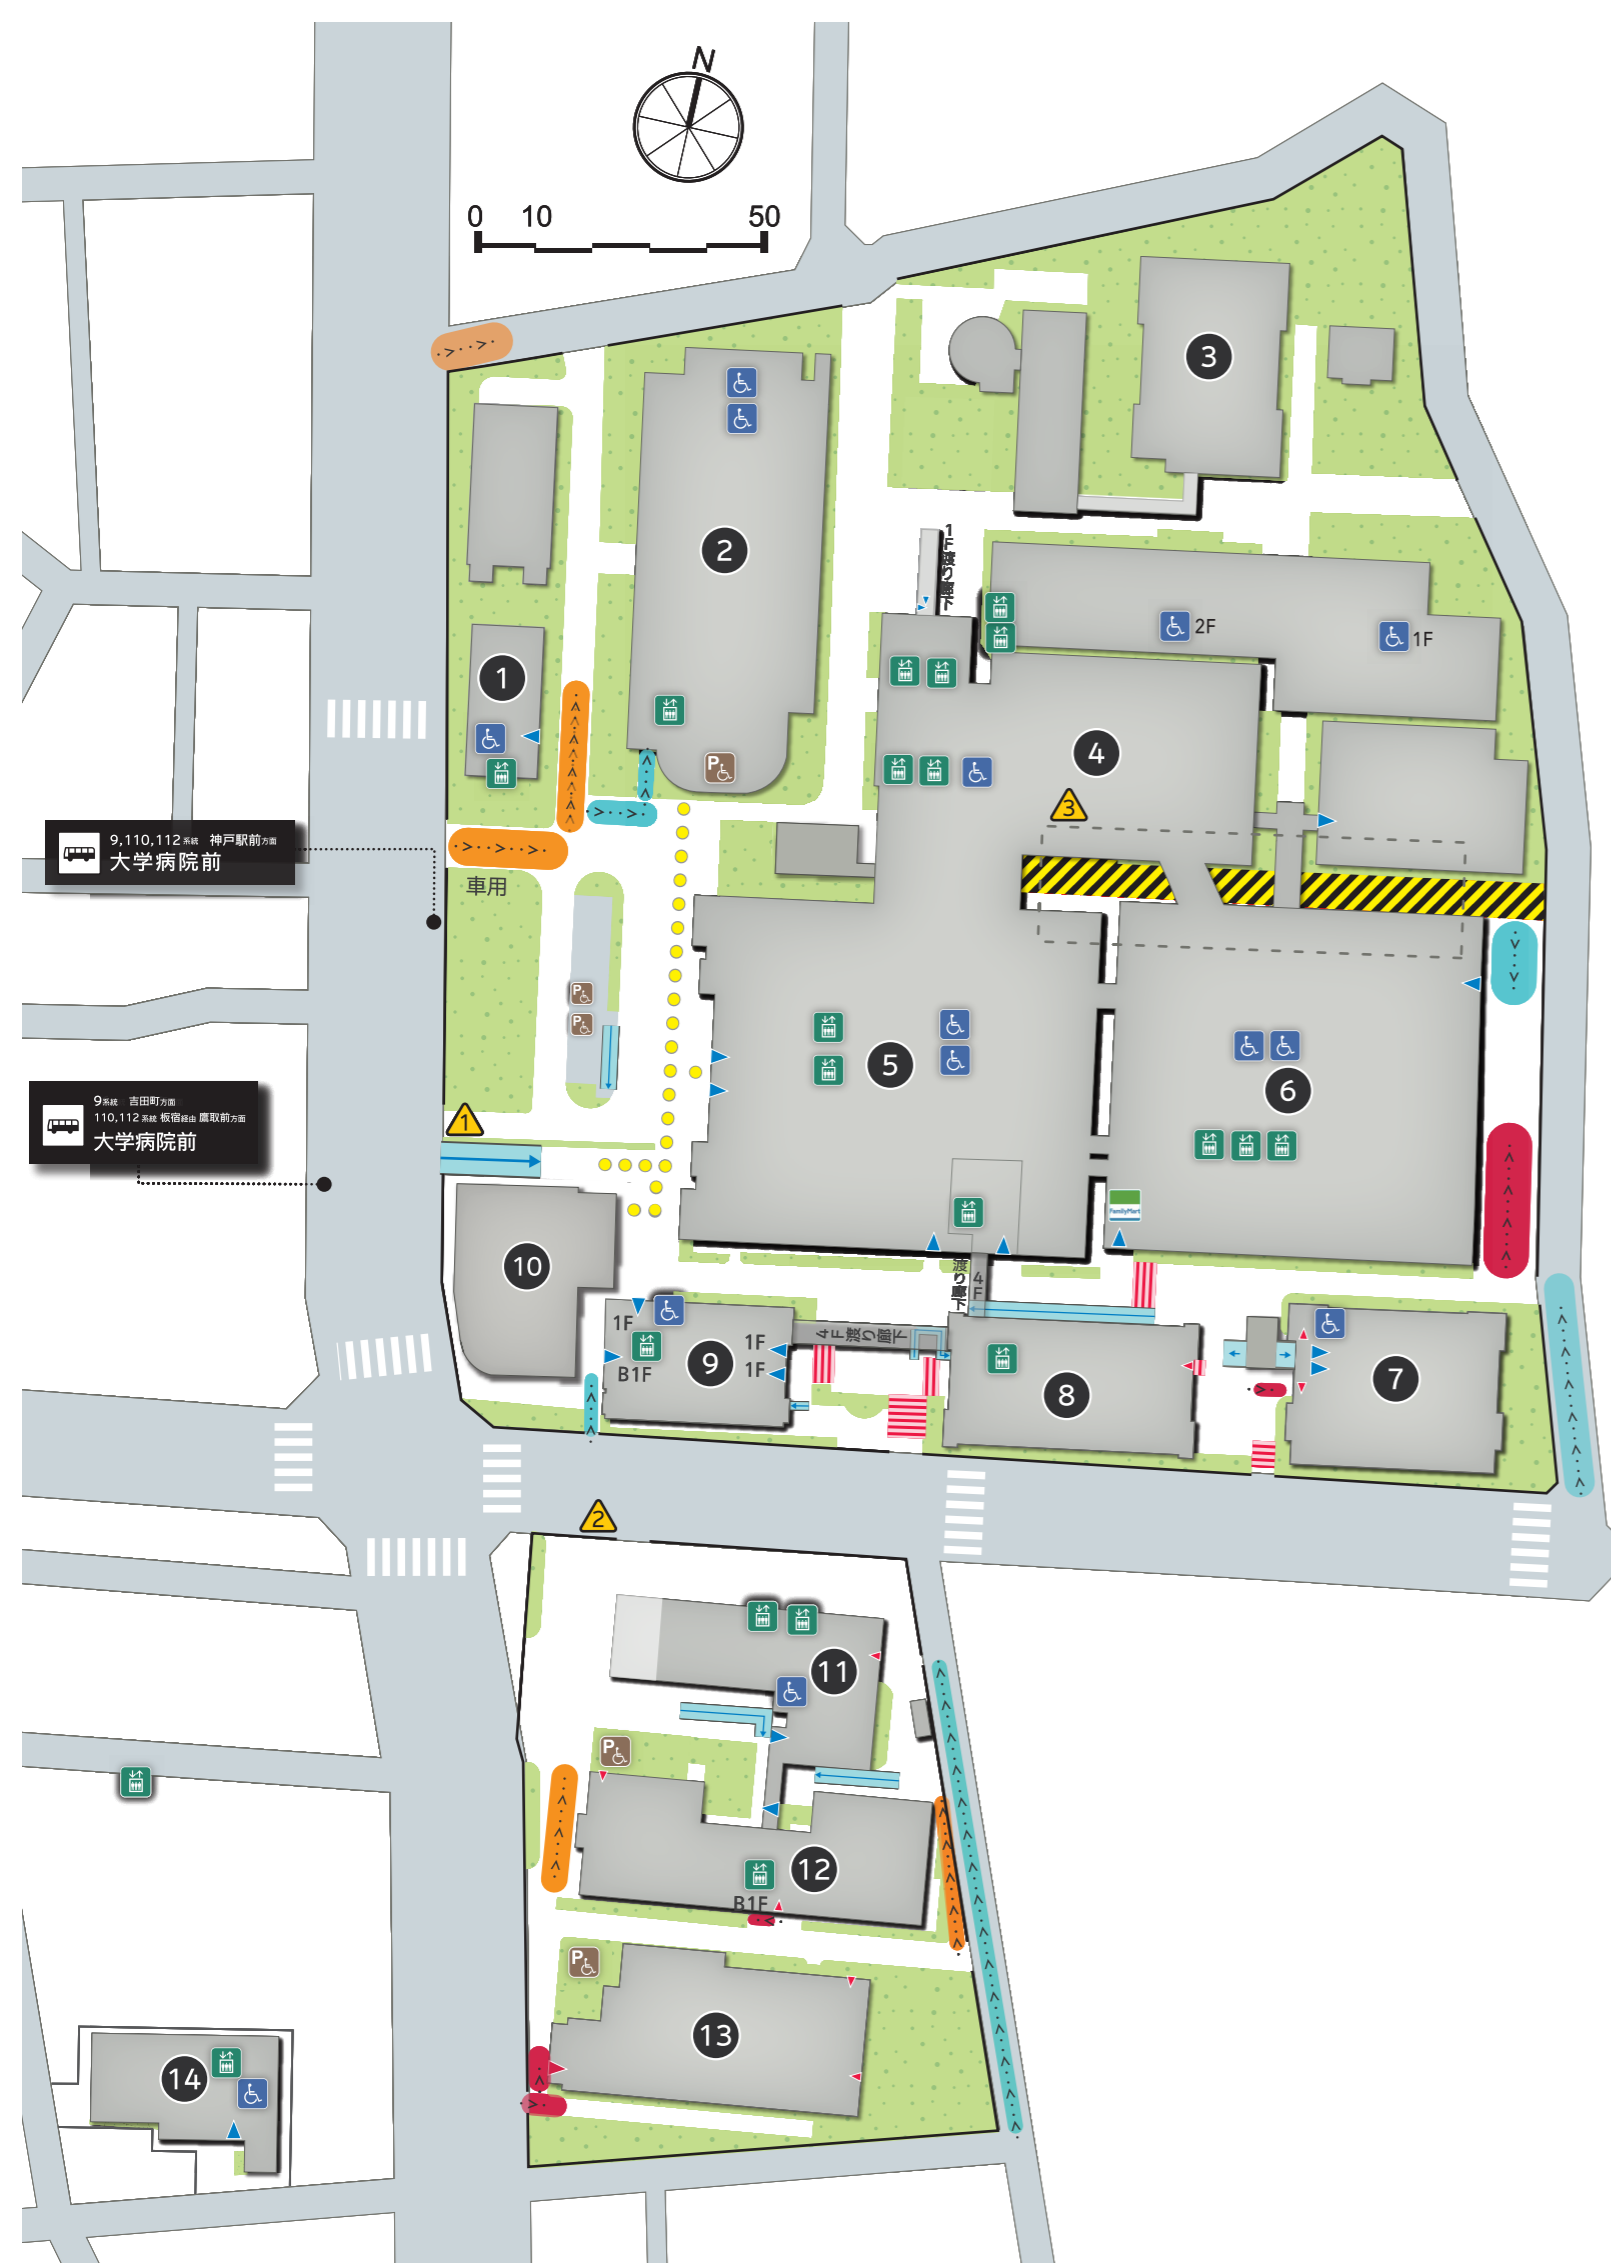 N
0 10 50
3
2
1F渡り廊下
2F
1F
1
4
3
9,110,112系統 神戸駅前方面
大学病院前
車用
5
6
9系統 吉田町方面
110,112系統 板宿経由 鷹取前方面
大学病院前
1
FamilyMart
10
4F
渡り廊下
1F
4F渡り廊下
1F
1F
B1F
9
8
7
2
11
12
B1F
13
14
P
P
P
P
P